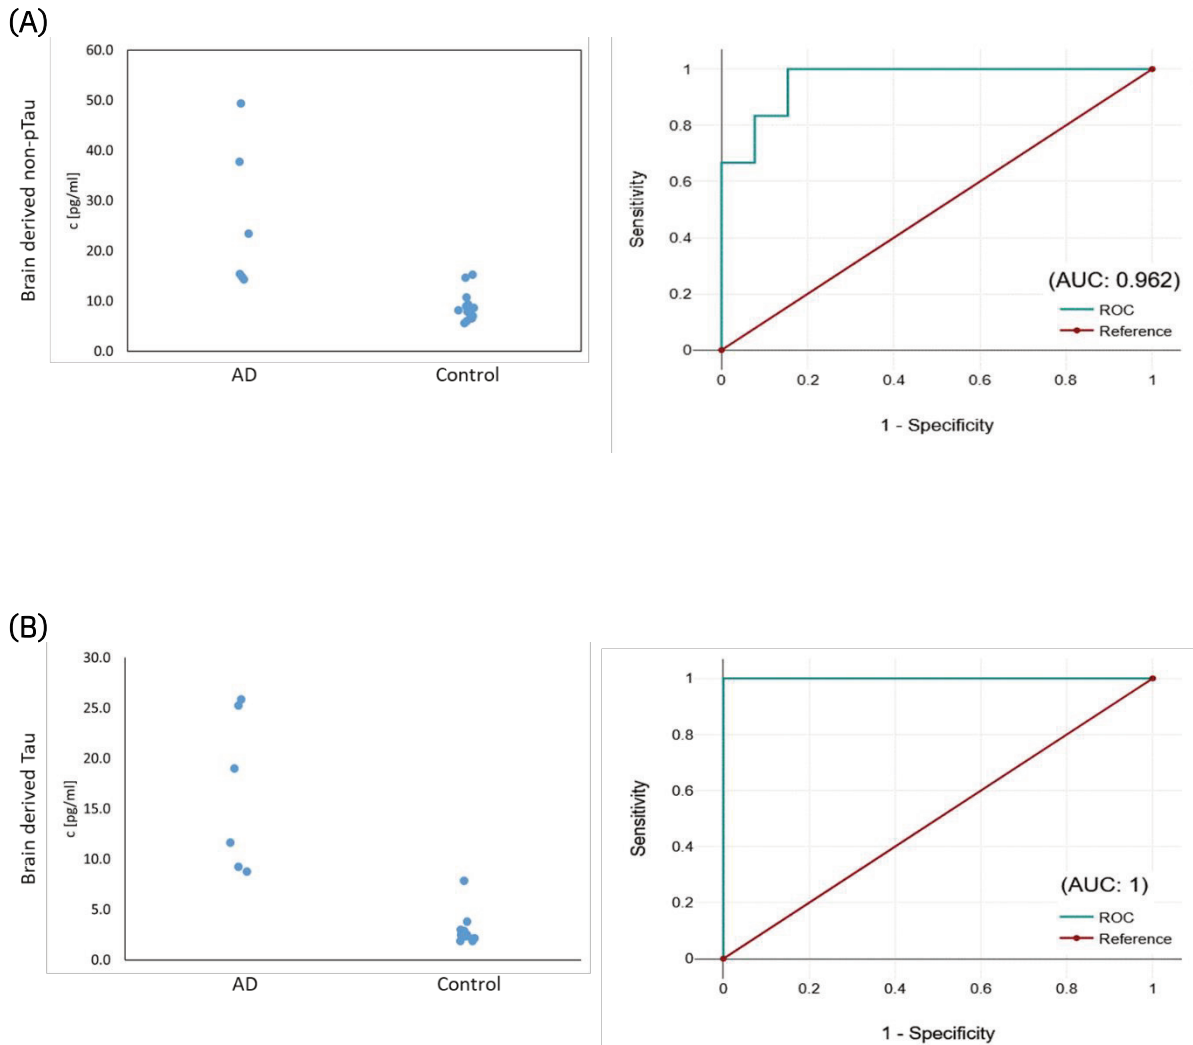 (A)
Brain derived non-pTau
c [pg/ml]
60.0
50.0
40.0
30.0
20.0
10.0
0.0
AD Control
Sensitivity
1
0.8
0.6
0.4
0.2
0
(AUC: 0.962)
ROC
Reference
0 0.2 0.4 0.6 0.8 1
1 - Specificity
(B)
Brain derived Tau
c [pg/ml]
30.0
25.0
20.0
15.0
10.0
5.0
0.0
AD Control
Sensitivity
1
0.8
0.6
0.4
0.2
0
(AUC: 1)
ROC
Reference
0 0.2 0.4 0.6 0.8 1
1 - Specificity